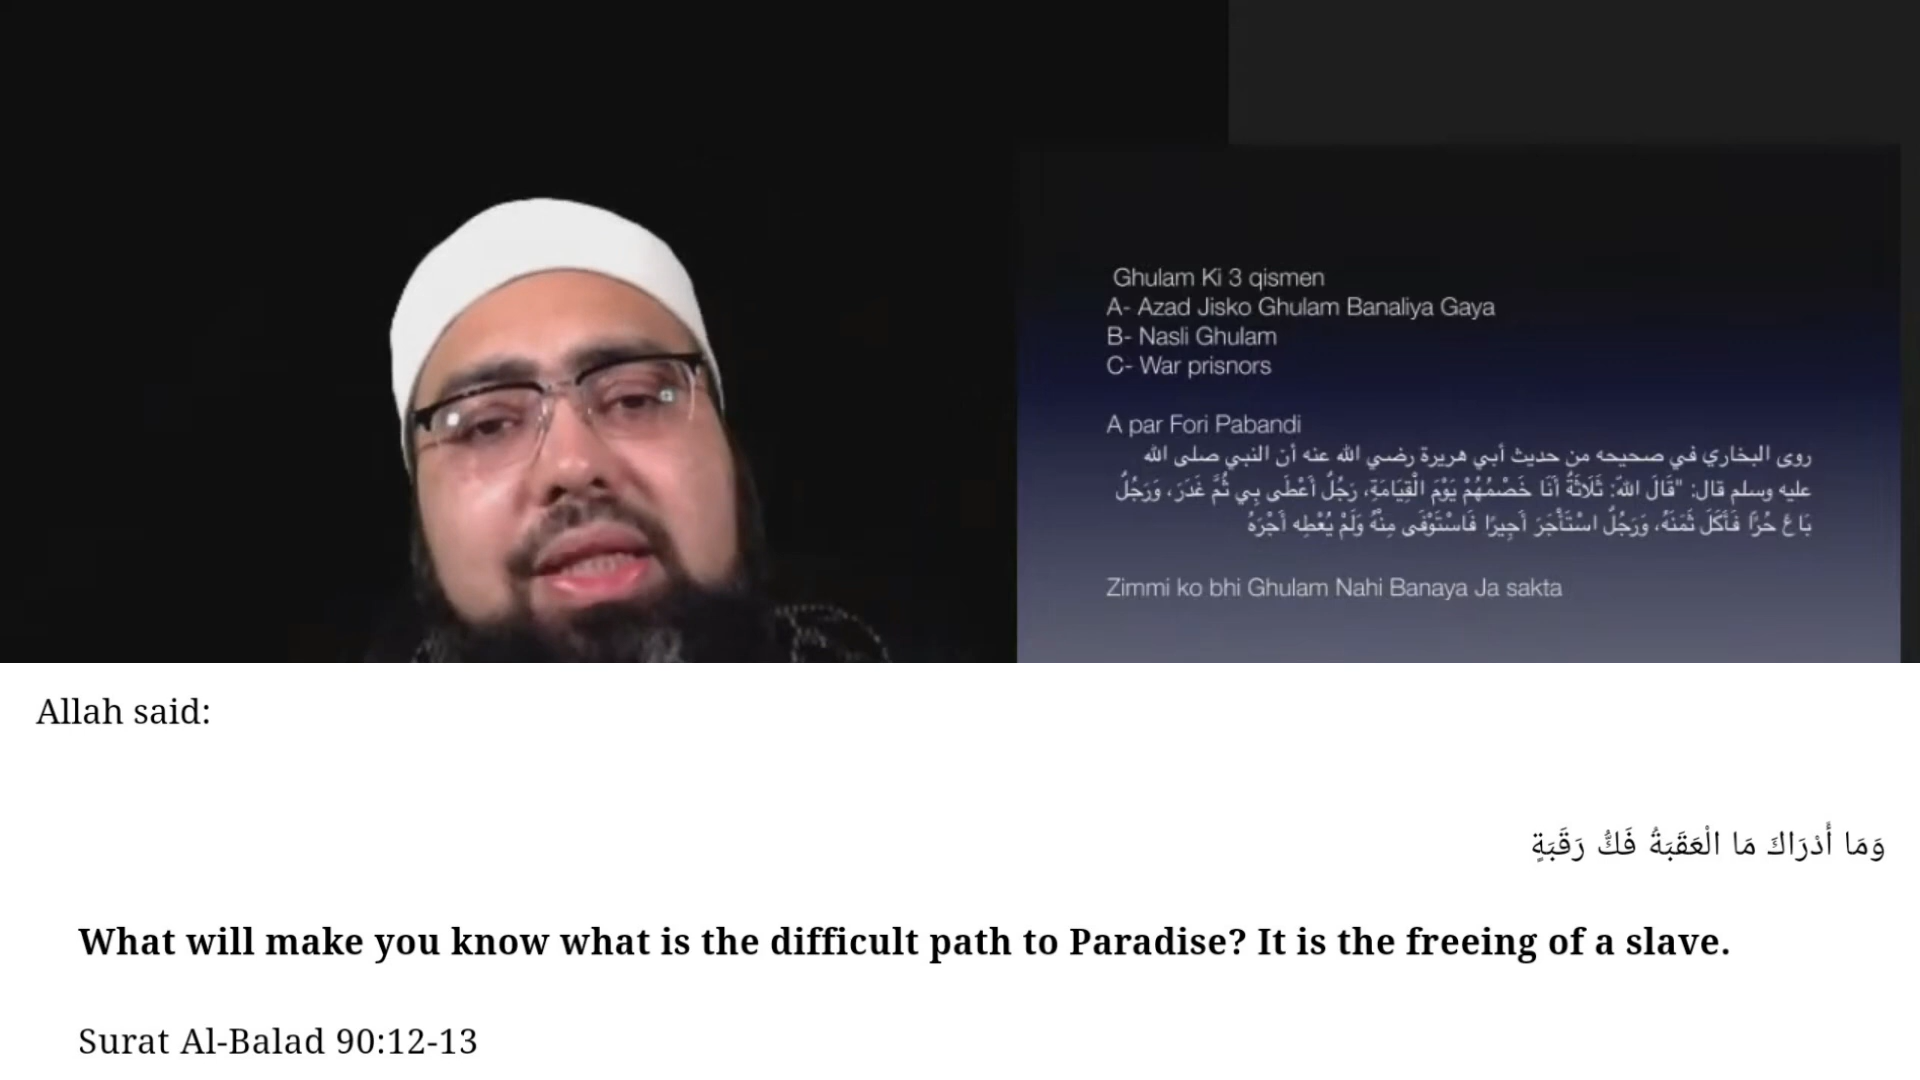 Ghulam Ki 3 qismen
A- Azad Jisko Ghulam Banaliya Gaya
B- Nasli Ghulam
C- War prisnors
A par Fori Pabandi
روى البخاري في صحيحه من حديث أبي هريرة رضي الله عنه أن النبي صلى الله
عليه وسلم قال: "قَالَ اللهُ: ثَلَاثَةٌ أَنَا خَصْمُهُمْ يَوْمَ الْقِيَامَةِ، رَجُلٌ أَعْطَى بِي ثُمَّ غَدَرَ، وَرَجُلٌ
بَاعَ حُرًّا فَأَكَلَ ثَمَنَهُ، وَرَجُلٌ اسْتَأْجَرَ أَجِيرًا فَاسْتَوْفَى مِنْهُ وَلَمْ يُعْطِهِ أَجْرَهُ
Zimmi ko bhi Ghulam Nahi Banaya Ja sakta
Allah said:
وَمَا أَدْرَاكَ مَا الْعَقَبَةُ فَكُّ رَقَبَةٍ
What will make you know what is the difficult path to Paradise? It is the freeing of a slave.
Surat Al-Balad 90:12-13